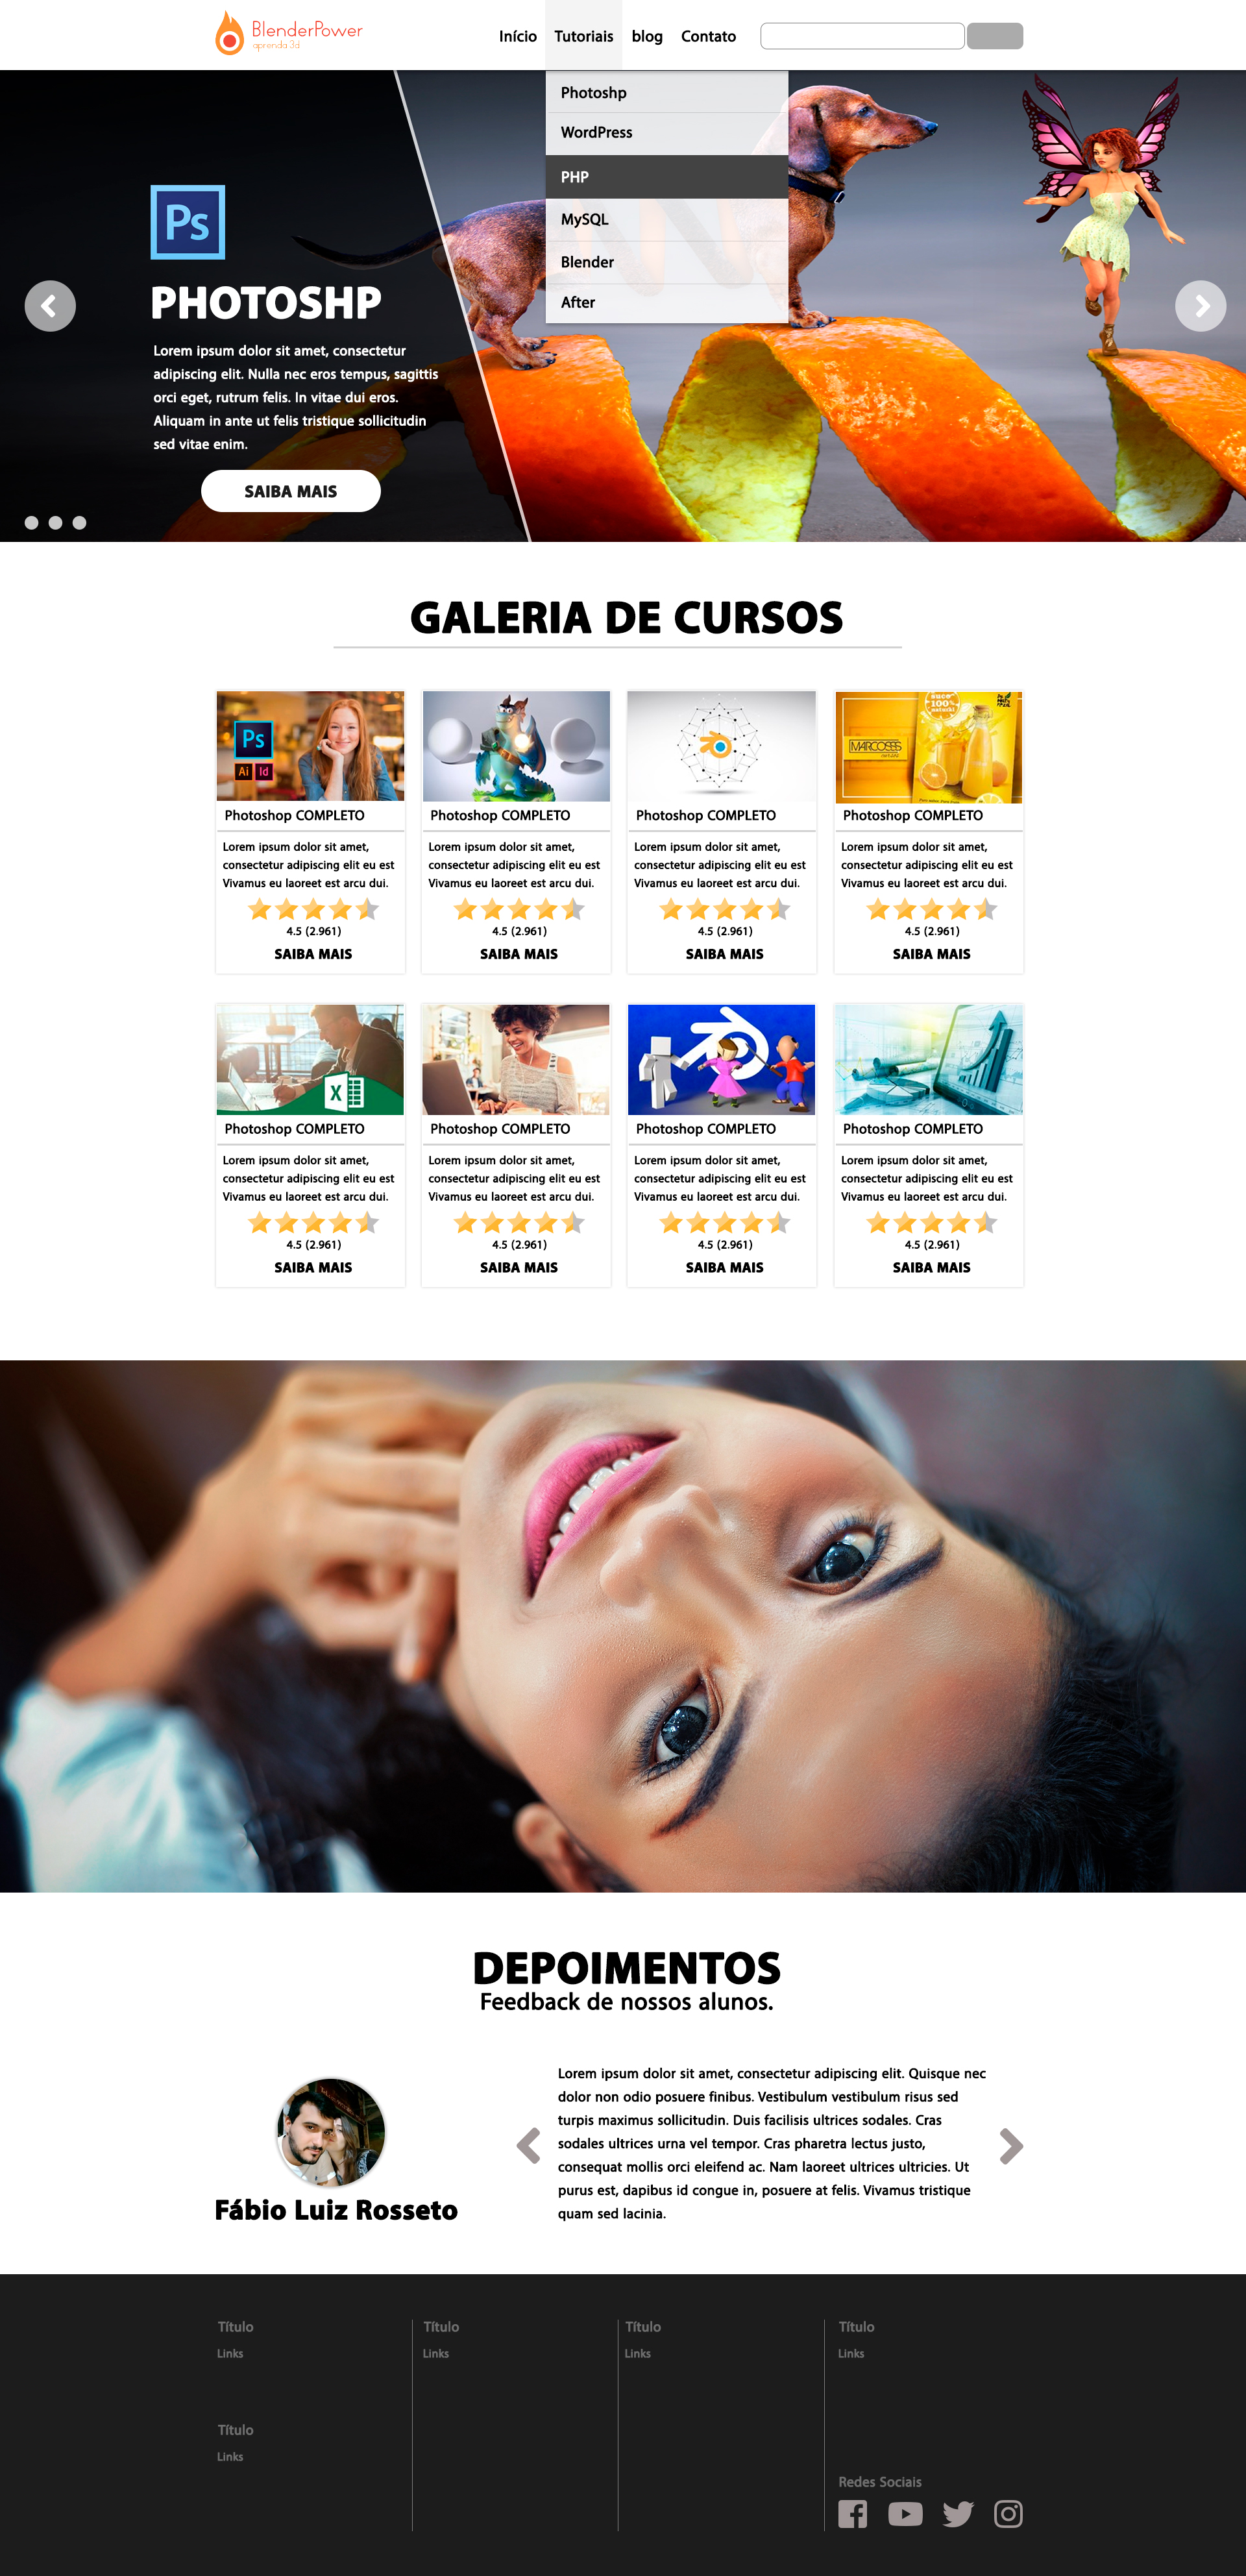 BlenderPower
aprenda 3d
Início Tutoriais blog Contato
Photoshp
WordPress
PHP
MySQL
Blender
After
Ps
PHOTOSHP
Lorem ipsum dolor sit amet, consectetur
adipiscing elit. Nulla nec eros tempus, sagittis
orci eget, rutrum felis. In vitae dui eros.
Aliquam in ante ut felis tristique sollicitudin
sed vitae enim.
SAIBA MAIS
GALERIA DE CURSOS
Ps
Ai Id
Photoshop COMPLETO
Lorem ipsum dolor sit amet,
consectetur adipiscing elit eu est
Vivamus eu laoreet est arcu dui.
4.5 (2.961)
SAIBA MAIS
Photoshop COMPLETO
Lorem ipsum dolor sit amet,
consectetur adipiscing elit eu est
Vivamus eu laoreet est arcu dui.
4.5 (2.961)
SAIBA MAIS
Photoshop COMPLETO
Lorem ipsum dolor sit amet,
consectetur adipiscing elit eu est
Vivamus eu laoreet est arcu dui.
4.5 (2.961)
SAIBA MAIS
suco
100%
natural
Photoshop COMPLETO
Lorem ipsum dolor sit amet,
consectetur adipiscing elit eu est
Vivamus eu laoreet est arcu dui.
4.5 (2.961)
SAIBA MAIS
X
Photoshop COMPLETO
Lorem ipsum dolor sit amet,
consectetur adipiscing elit eu est
Vivamus eu laoreet est arcu dui.
4.5 (2.961)
SAIBA MAIS
Photoshop COMPLETO
Lorem ipsum dolor sit amet,
consectetur adipiscing elit eu est
Vivamus eu laoreet est arcu dui.
4.5 (2.961)
SAIBA MAIS
Photoshop COMPLETO
Lorem ipsum dolor sit amet,
consectetur adipiscing elit eu est
Vivamus eu laoreet est arcu dui.
4.5 (2.961)
SAIBA MAIS
Photoshop COMPLETO
Lorem ipsum dolor sit amet,
consectetur adipiscing elit eu est
Vivamus eu laoreet est arcu dui.
4.5 (2.961)
SAIBA MAIS
DEPOIMENTOS
Feedback de nossos alunos.
Fábio Luiz Rosseto
Lorem ipsum dolor sit amet, consectetur adipiscing elit. Quisque nec
dolor non odio posuere finibus. Vestibulum vestibulum risus sed
turpis maximus sollicitudin. Duis facilisis ultrices sodales. Cras
sodales ultrices urna vel tempor. Cras pharetra lectus justo,
consequat mollis orci eleifend ac. Nam laoreet ultrices ultricies. Ut
purus est, dapibus id congue in, posuere at felis. Vivamus tristique
quam sed lacinia.
Título
Links
Título
Links
Título
Links
Título
Links
Título
Links
Redes Sociais